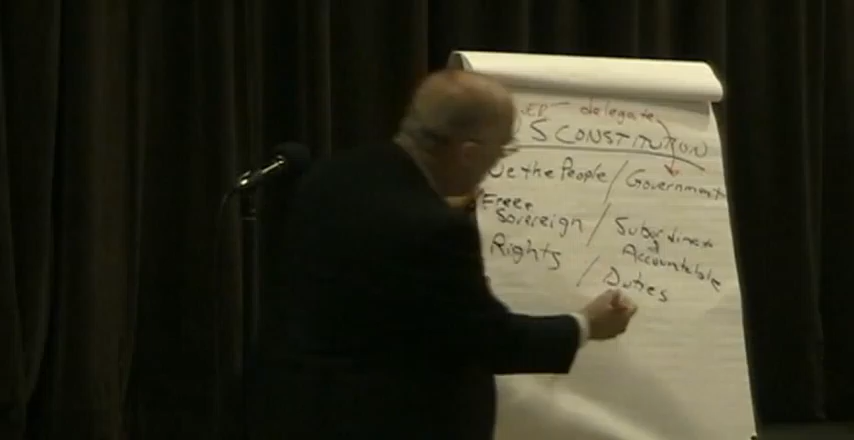 delegate
S CONSTITUTION
We the People / Government
Free &
Sovereign / Subordinate
& Accountable
Rights / Duties